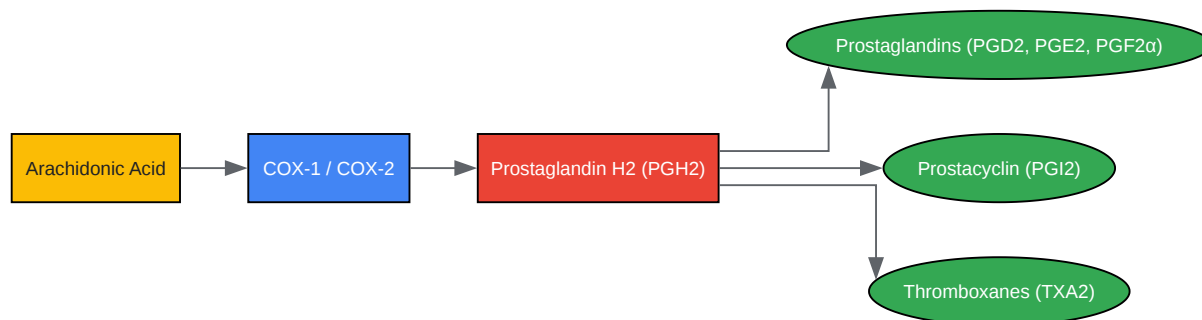 Prostaglandins (PGD2, PGE2, PGF2α)
Arachidonic Acid
COX-1 / COX-2
Prostaglandin H2 (PGH2)
Prostacyclin (PGI2)
Thromboxanes (TXA2)